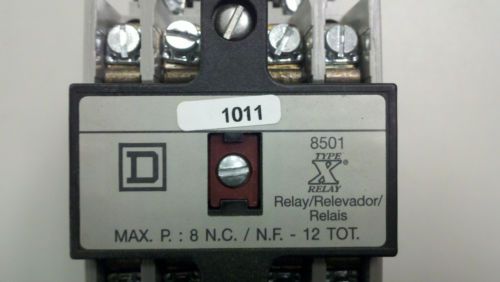 1011
D
8501
TYPE
X®
RELAY
Relay/Relevador/
Relais
MAX. P. : 8 N.C. / N.F. - 12 TOT.